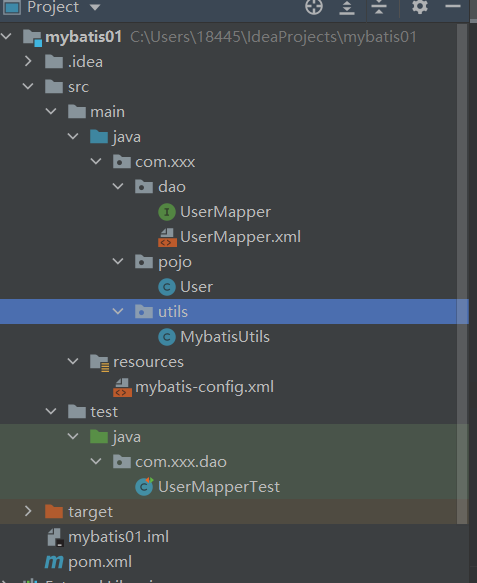 Project
mybatis01 C:\Users\18445\IdeaProjects\mybatis01
.idea
src
main
java
com.xxx
dao
I UserMapper
UserMapper.xml
pojo
C User
utils
C MybatisUtils
resources
mybatis-config.xml
test
java
com.xxx.dao
C UserMapperTest
target
mybatis01.iml
m pom.xml